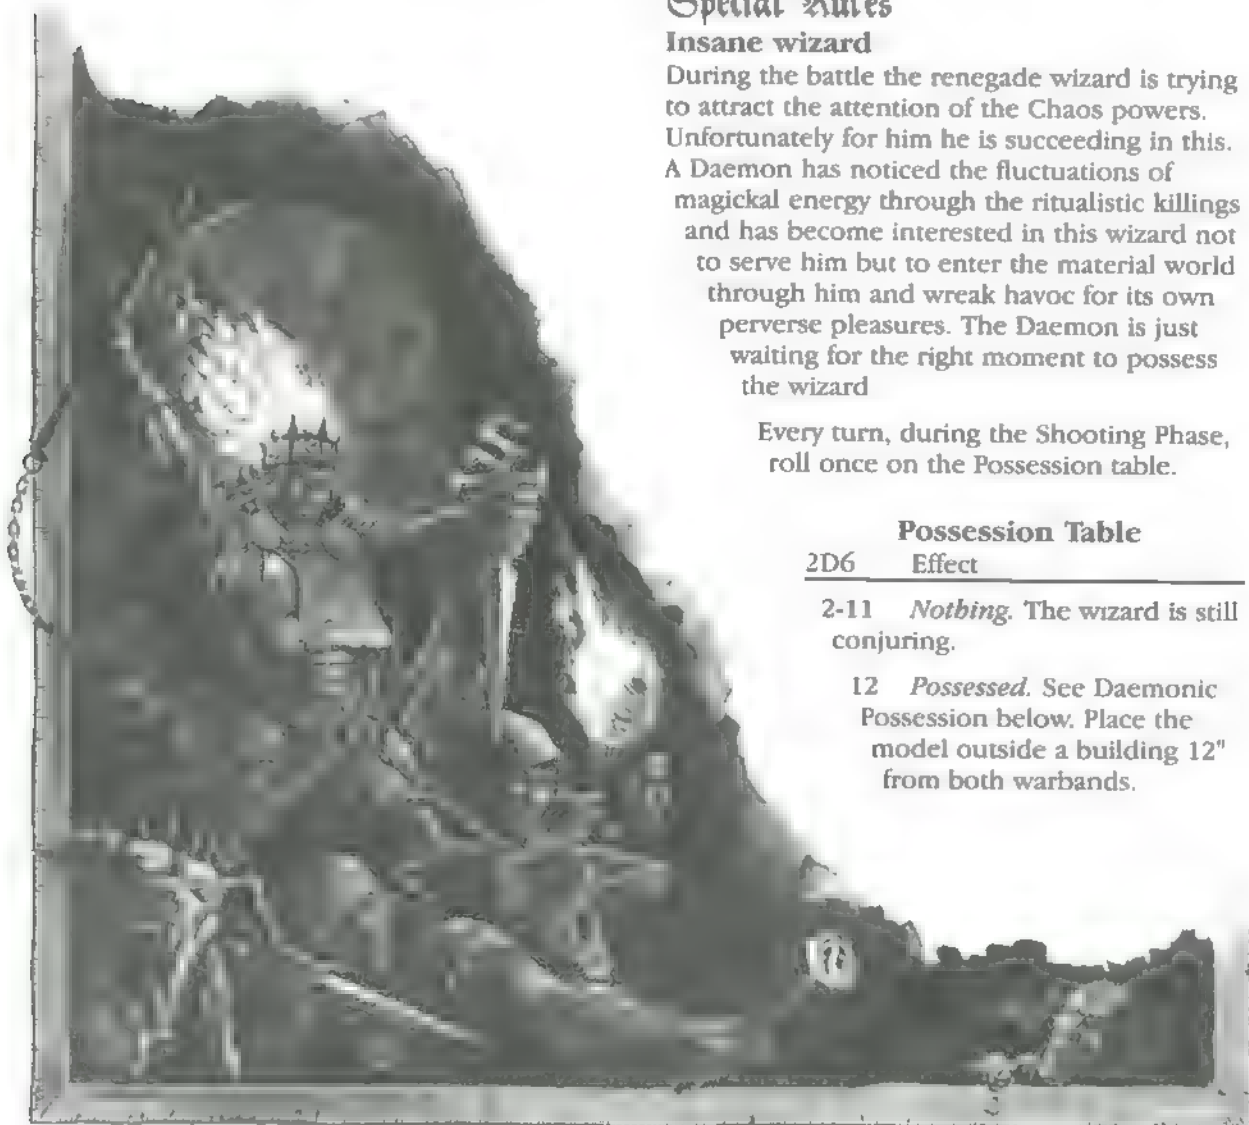 Special Rules
Insane wizard
During the battle the renegade wizard is trying
to attract the attention of the Chaos powers.
Unfortunately for him he is succeeding in this.
A Daemon has noticed the fluctuations of
magickal energy through the ritualistic killings
and has become interested in this wizard not
to serve him but to enter the material world
through him and wreak havoc for its own
perverse pleasures. The Daemon is just
waiting for the right moment to possess
the wizard
Every turn, during the Shooting Phase,
roll once on the Possession table.
Possession Table
2D6 Effect
2-11 Nothing. The wizard is still
conjuring.
12 Possessed. See Daemonic
Possession below. Place the
model outside a building 12"
from both warbands.